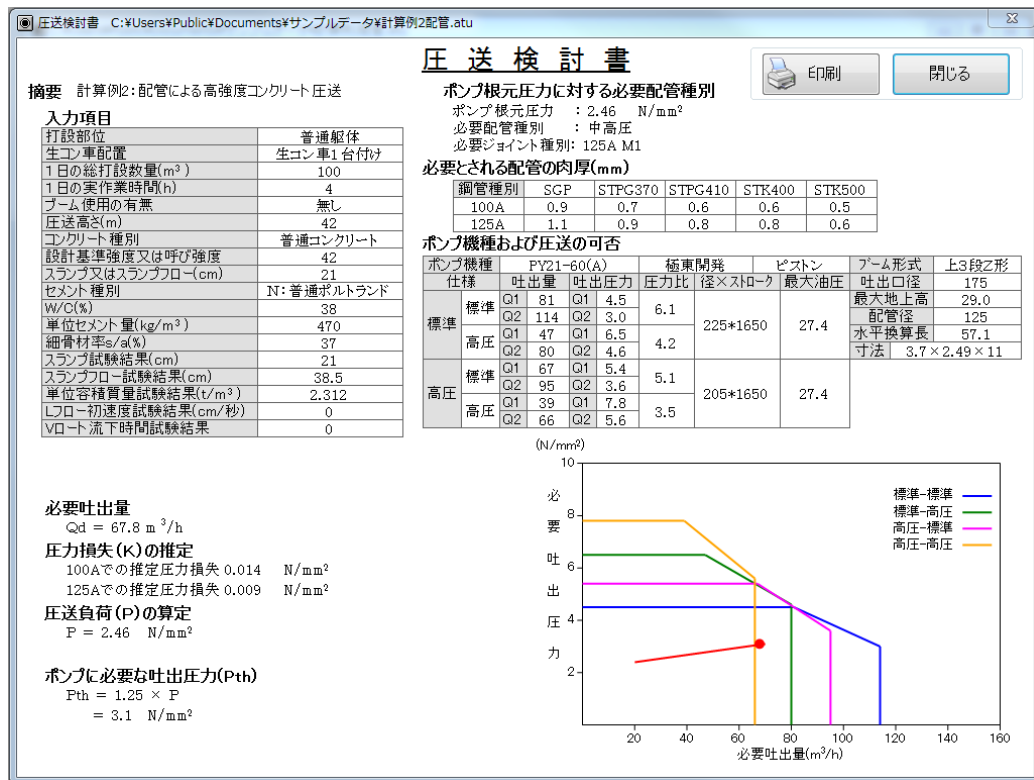 圧送検討書 C:¥Users¥Public¥Documents¥サンプルデータ¥計算例2配管.atu
圧 送 検 討 書
印刷
閉じる
摘要 計算例2：配管による高強度コンクリート圧送
入力項目
打設部位 普通躯体
生コン車配置 生コン車1台付け
1日の総打設数量(m³) 100
1日の実作業時間(h) 4
ブーム使用の有無 無し
圧送高さ(m) 42
コンクリート種別 普通コンクリート
設計基準強度又は呼び強度 42
スランプ又はスランプフロー(cm) 21
セメント種別 N：普通ポルトランド
W/C(%) 38
単位セメント量(kg/m³) 470
細骨材率s/a(%) 37
スランプ試験結果(cm) 21
スランプフロー試験結果(cm) 38.5
単位容積質量試験結果(t/m³) 2.312
Lフロー初速度試験結果(cm/秒) 0
Vロート流下時間試験結果 0
必要吐出量
Qd = 67.8 m³/h
圧力損失(K)の推定
100Aでの推定圧力損失 0.014 N/mm²
125Aでの推定圧力損失 0.009 N/mm²
圧送負荷(P)の算定
P = 2.46 N/mm²
ポンプに必要な吐出圧力(Pth)
Pth = 1.25 × P
= 3.1 N/mm²
ポンプ根元圧力に対する必要配管種別
ポンプ根元圧力 ：2.46 N/mm²
必要配管種別 ：中高圧
必要ジョイント種別：125A M1
必要とされる配管の肉厚(mm)
鋼管種別 SGP STPG370 STPG410 STK400 STK500
100A 0.9 0.7 0.6 0.6 0.5
125A 1.1 0.9 0.8 0.8 0.6
ポンプ機種および圧送の可否
ポンプ機種 PY21-60(A) 極東開発 ピストン ブーム形式 上3段Z形
仕様 吐出量 吐出圧力 圧力比 径×ストローク 最大油圧 吐出口径 175
標準 標準 Q1 81 Q1 4.5 6.1 225*1650 27.4 最大地上高 29.0
Q2 114 Q2 3.0 配管径 125
高圧 Q1 47 Q1 6.5 4.2 水平換算長 57.1
Q2 80 Q2 4.6 寸法 3.7×2.49×11
高圧 標準 Q1 67 Q1 5.4 5.1 205*1650 27.4
Q2 95 Q2 3.6
高圧 Q1 39 Q1 7.8 3.5
Q2 66 Q2 5.6
(N/mm²)
必要吐出圧力
10
8
6
4
2
標準-標準
標準-高圧
高圧-標準
高圧-高圧
20 40 60 80 100 120 140 160
必要吐出量(m³/h)